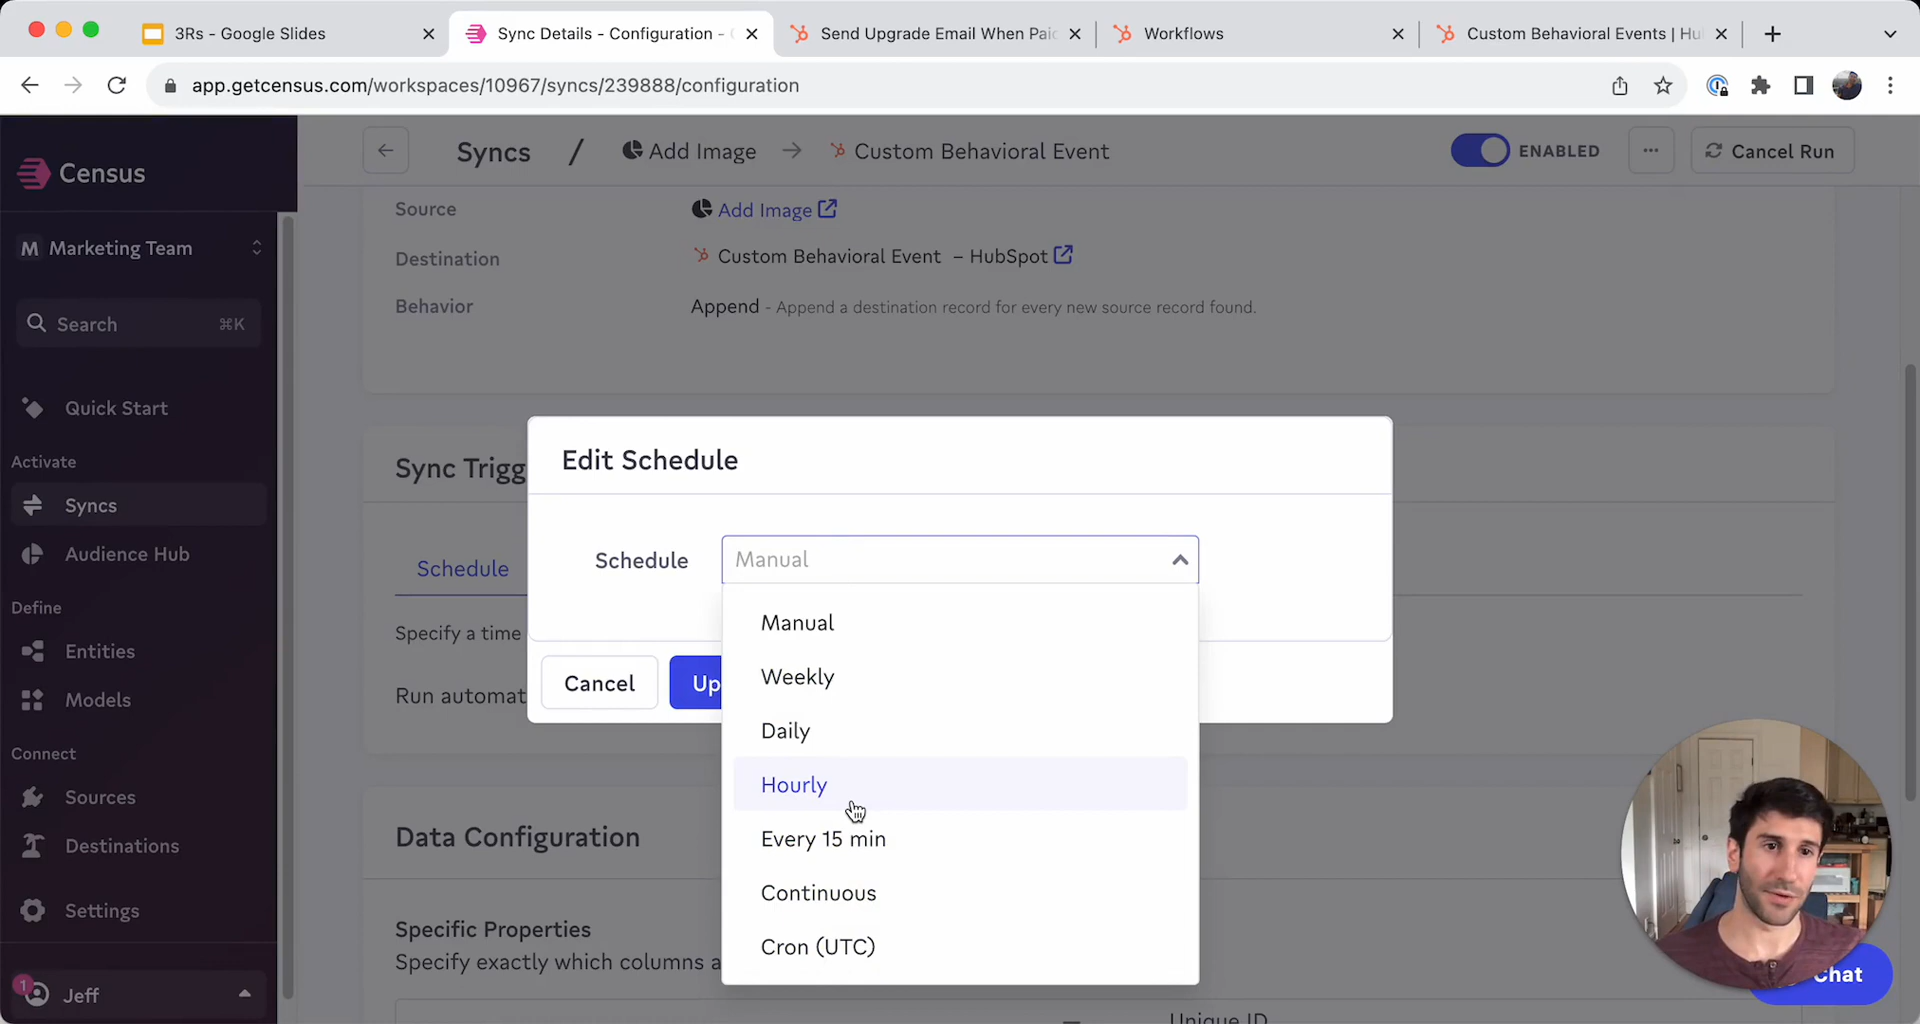 3Rs - Google Slides
Sync Details - Configuration -
Send Upgrade Email When Paid
Workflows
Custom Behavioral Events | Hu
app.getcensus.com/workspaces/10967/syncs/239888/configuration
Census
Syncs / Add Image → Custom Behavioral Event
ENABLED
Cancel Run
M Marketing Team
Search ⌘K
Quick Start
Activate
Syncs
Audience Hub
Define
Entities
Models
Connect
Sources
Destinations
Settings
1
Jeff
Source
Add Image
Destination
Custom Behavioral Event – HubSpot
Behavior
Append - Append a destination record for every new source record found.
Sync Trigg
Schedule
Specify a time
Run automat
Edit Schedule
Schedule
Manual
Manual
Weekly
Daily
Hourly
Every 15 min
Continuous
Cron (UTC)
Cancel
Up
Data Configuration
Specific Properties
Specify exactly which columns a
Unique ID
Chat